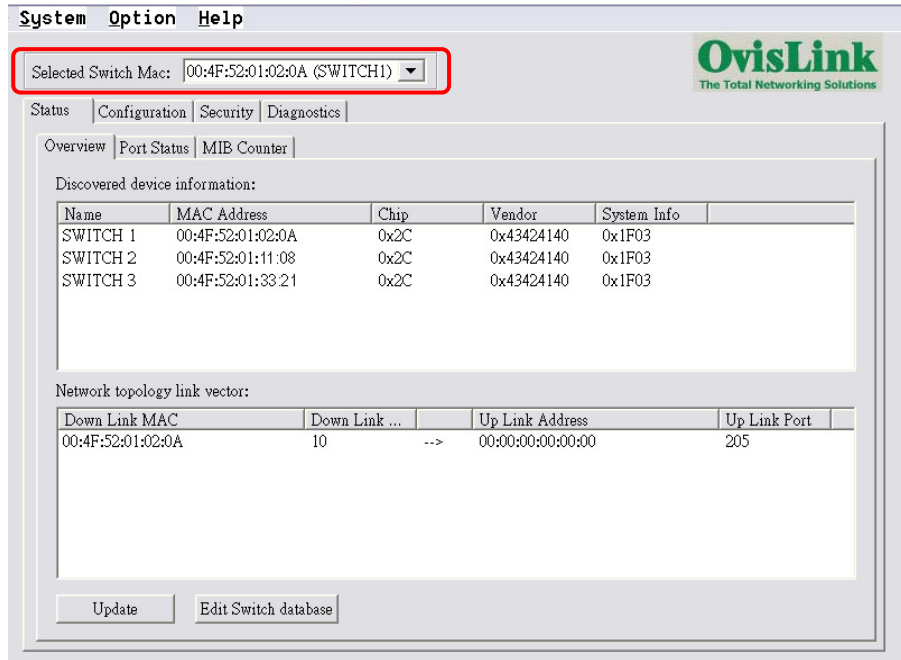 System Option Help
OvisLink
The Total Networking Solutions
Selected Switch Mac: 00:4F:52:01:02:0A (SWITCH1)
Status Configuration Security Diagnostics
Overview Port Status MIB Counter
Discovered device information:
Name MAC Address Chip Vendor System Info
SWITCH 1 00:4F:52:01:02:0A 0x2C 0x43424140 0x1F03
SWITCH 2 00:4F:52:01:11:08 0x2C 0x43424140 0x1F03
SWITCH 3 00:4F:52:01:33:21 0x2C 0x43424140 0x1F03
Network topology link vector:
Down Link MAC Down Link ... Up Link Address Up Link Port
00:4F:52:01:02:0A 10 --> 00:00:00:00:00:00 205
Update Edit Switch database